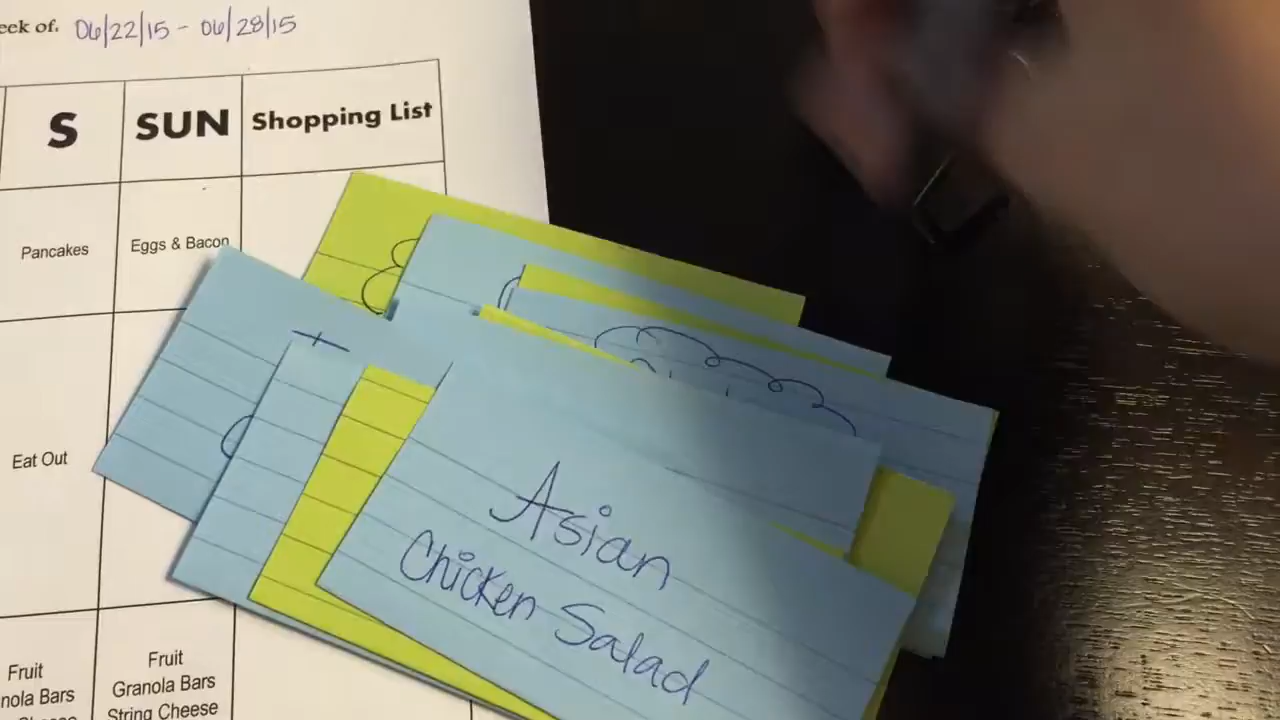 eek of. 06/22/15 - 06/28/15
S SUN Shopping List
Pancakes Eggs & Bacon
Eat Out
Asian
Chicken Salad
Fruit Fruit
nola Bars Granola Bars
String Cheese